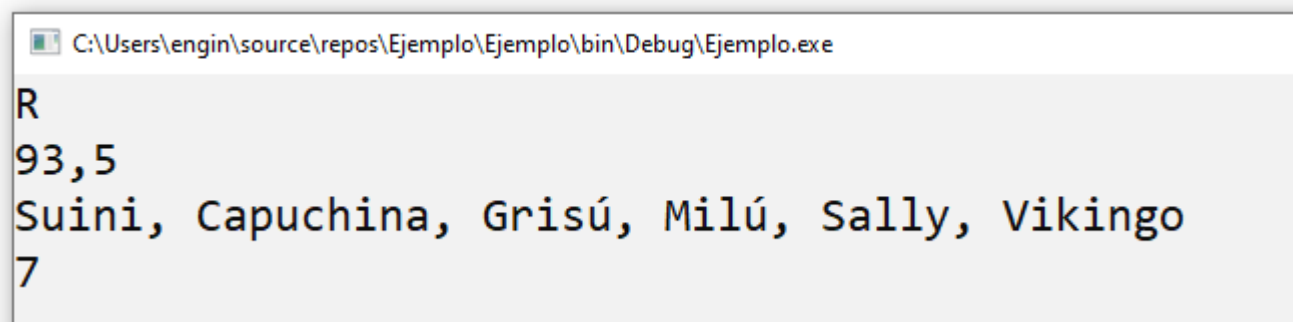 C:\Users\engin\source\repos\Ejemplo\Ejemplo\bin\Debug\Ejemplo.exe
R
93,5
Suini, Capuchina, Grisú, Milú, Sally, Vikingo
7